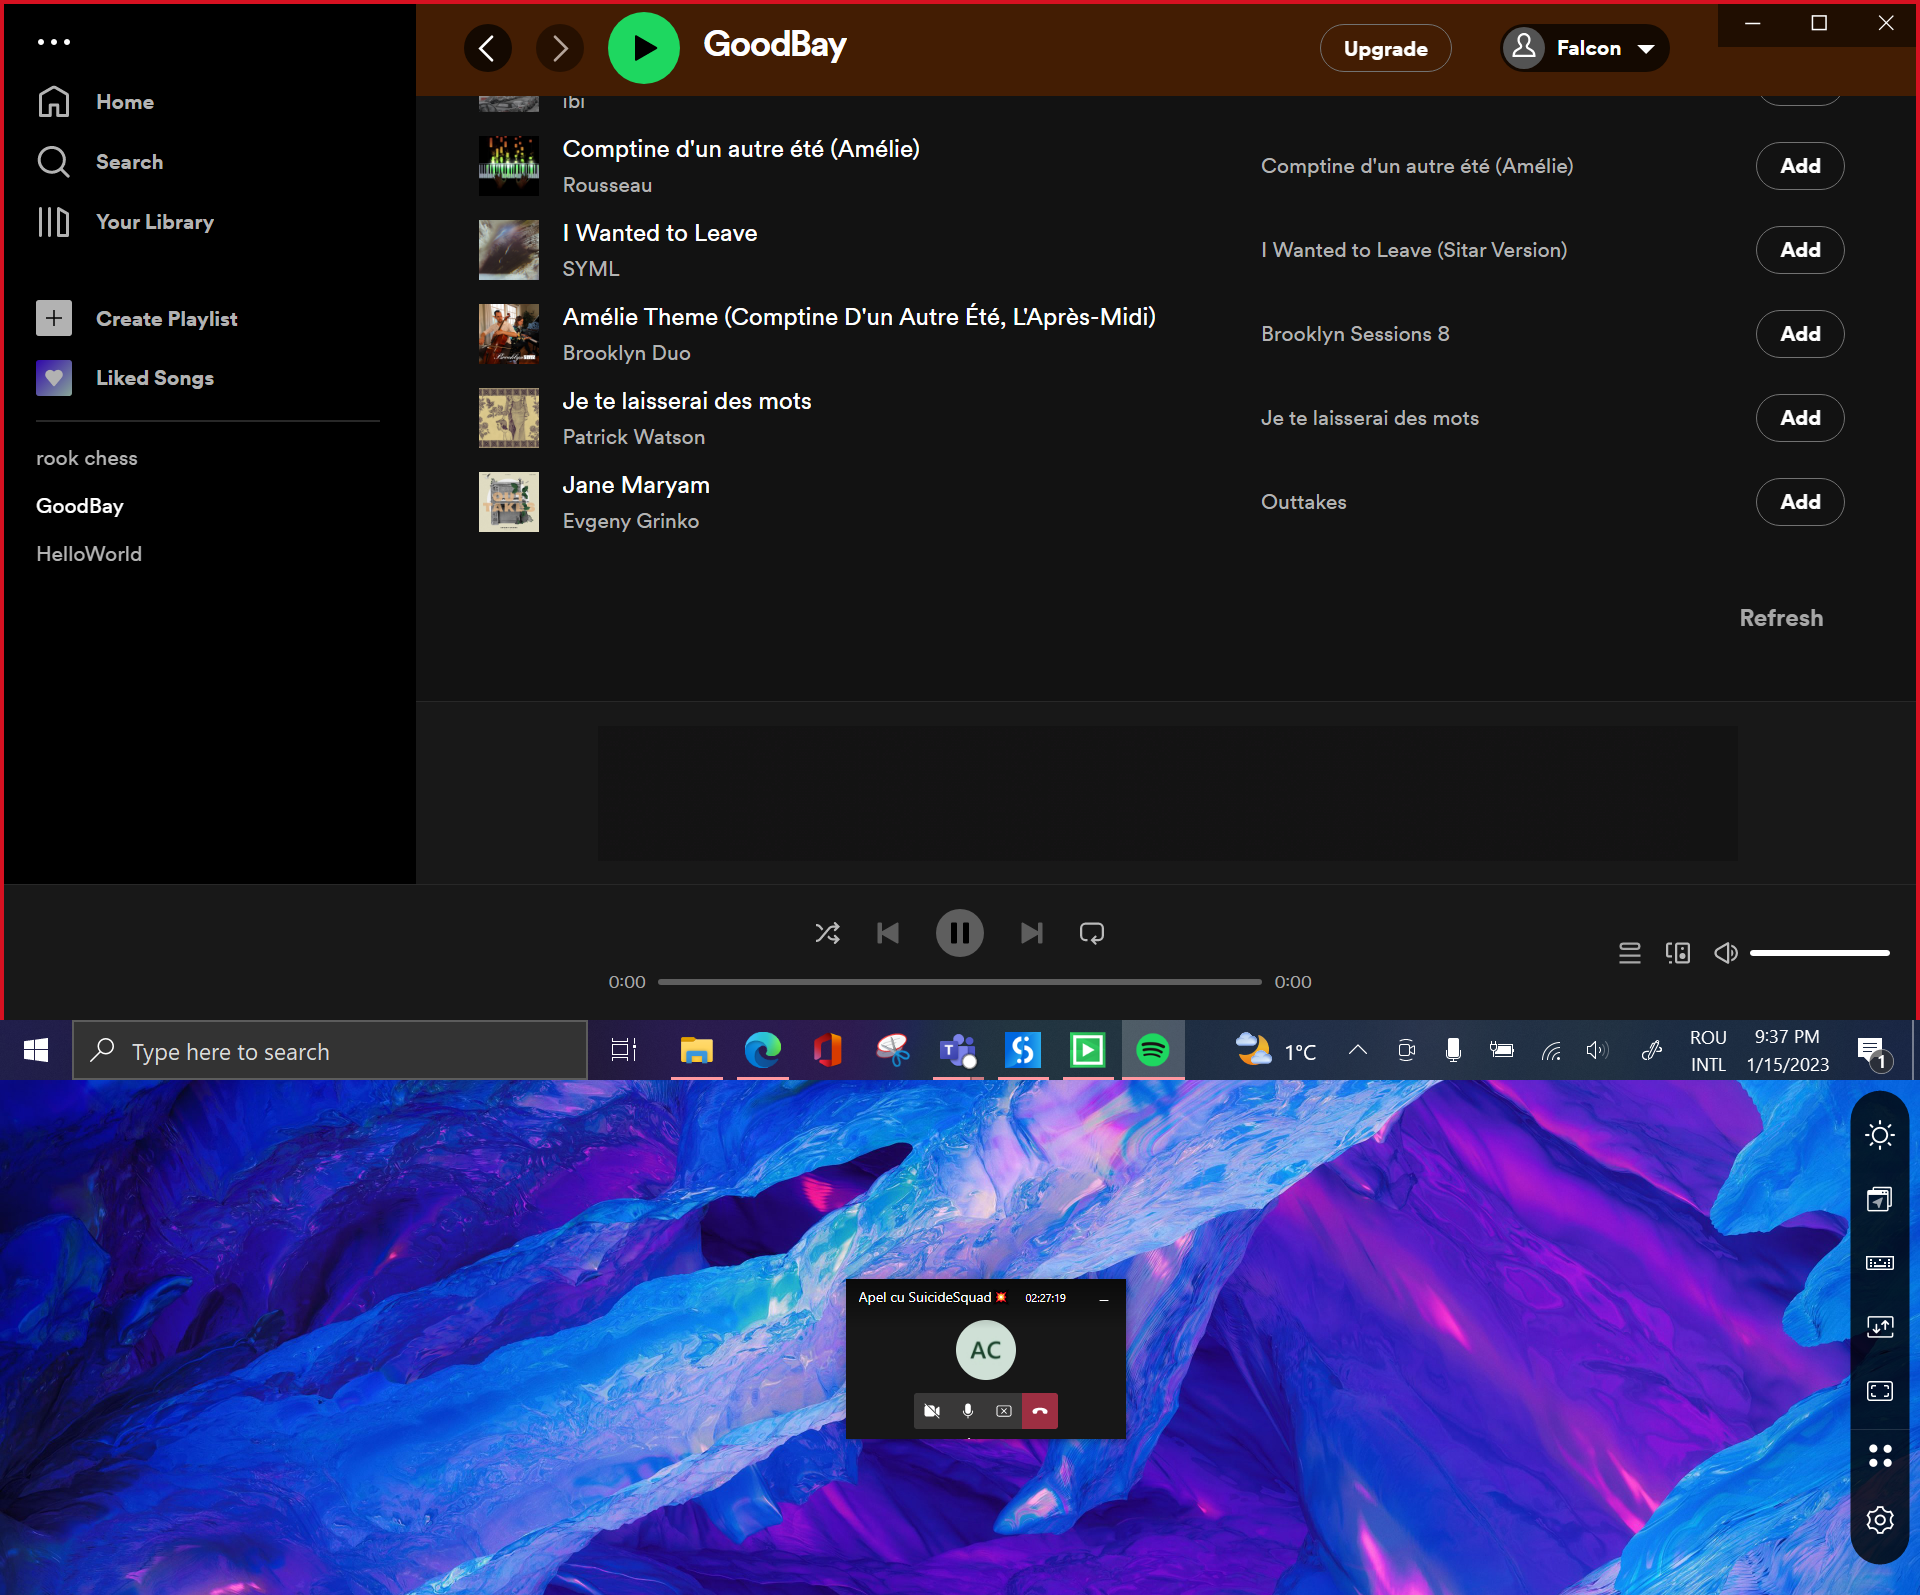 GoodBay
Upgrade
Falcon
Home
Search
Your Library
Create Playlist
Liked Songs
rook chess
GoodBay
HelloWorld
ibi
Comptine d'un autre été (Amélie)
Rousseau
Comptine d'un autre été (Amélie)
Add
I Wanted to Leave
SYML
I Wanted to Leave (Sitar Version)
Add
Amélie Theme (Comptine D'un Autre Été, L'Après-Midi)
Brooklyn Duo
Brooklyn Sessions 8
Add
Je te laisserai des mots
Patrick Watson
Je te laisserai des mots
Add
Jane Maryam
Evgeny Grinko
Outtakes
Add
OUT
TAKES
Refresh
0:00
0:00
Type here to search
1°C
ROU
INTL
9:37 PM
1/15/2023
1
Apel cu SuicideSquad 02:27:19
AC